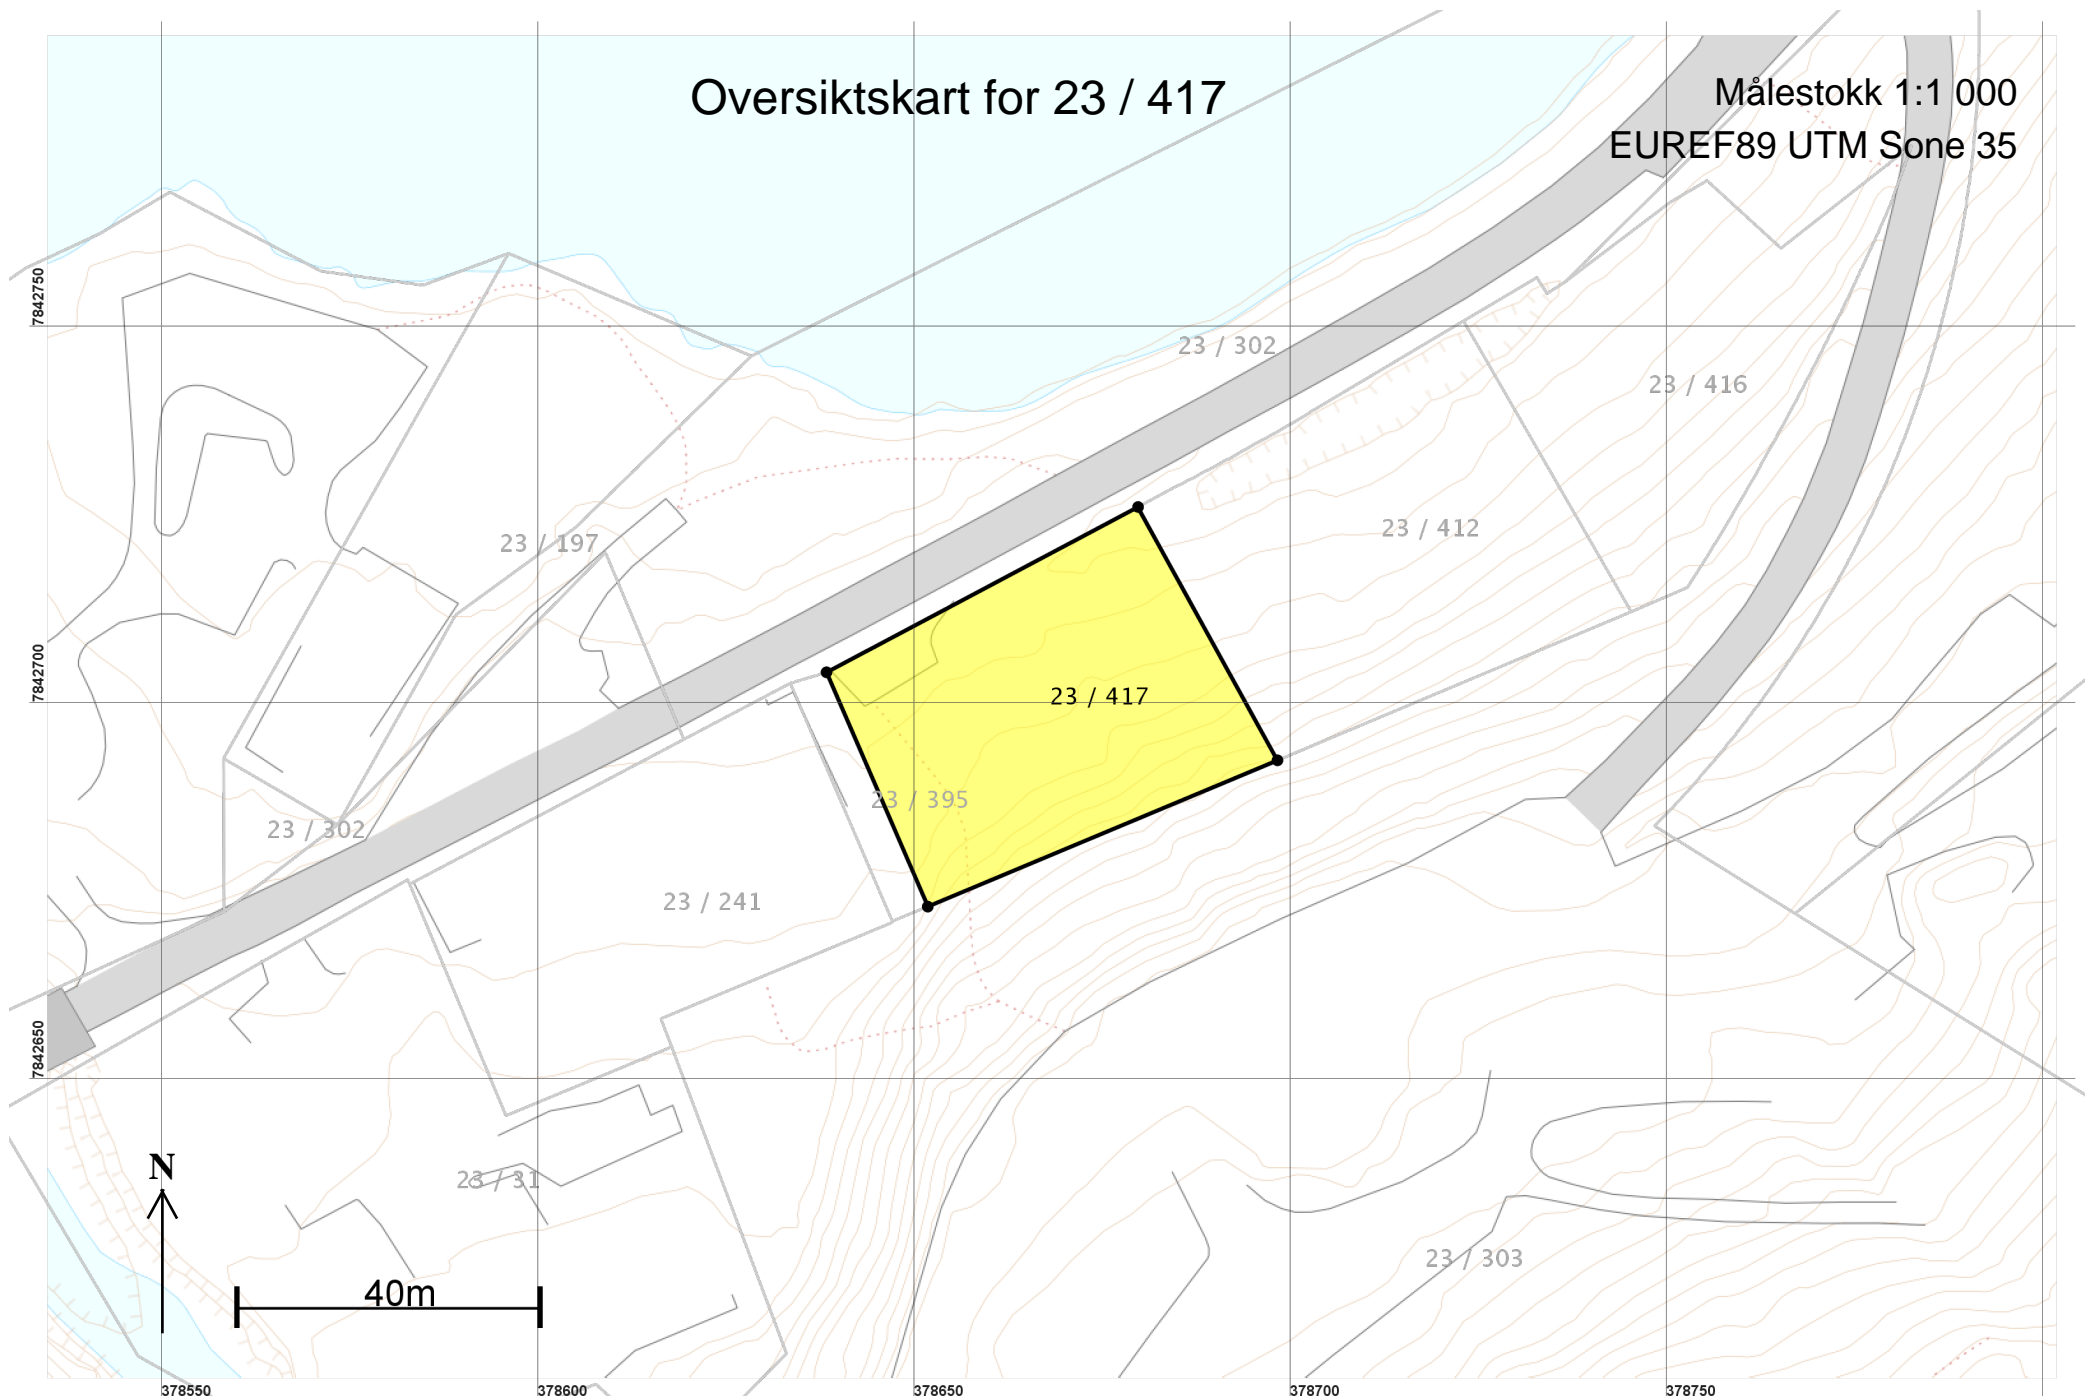 Oversiktskart for 23 / 417
Målestokk 1:1 000
EUREF89 UTM Sone 35
7842750
23 / 302
23 / 416
23 / 412
23 / 197
7842700
23 / 417
23 / 395
23 / 302
23 / 241
7842650
N
23 / 31
23 / 303
40m
378550
378600
378650
378700
378750